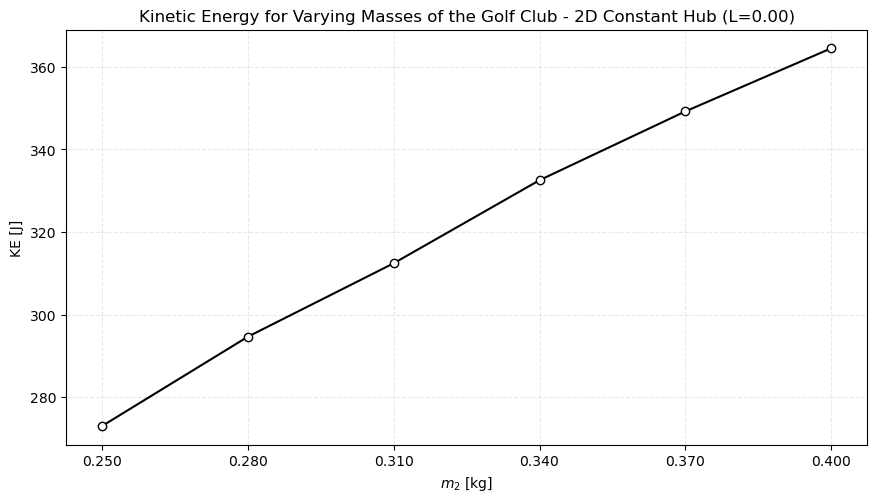 Kinetic Energy for Varying Masses of the Golf Club - 2D Constant Hub (L=0.00)
KE [J]
360
340
320
300
280
0.250 0.280 0.310 0.340 0.370 0.400
m₂ [kg]